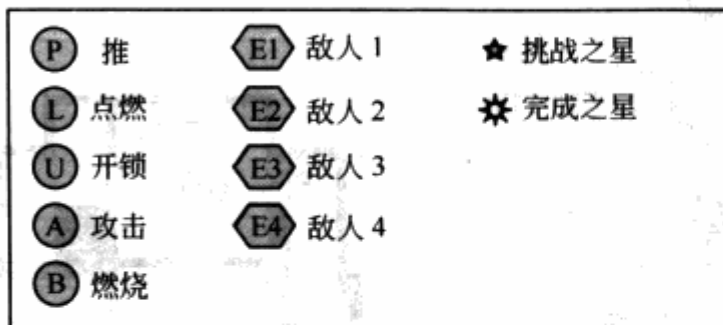 P 推 E1 敌人 1 挑战之星
L 点燃 E2 敌人 2 完成之星
U 开锁 E3 敌人 3
A 攻击 E4 敌人 4
B 燃烧